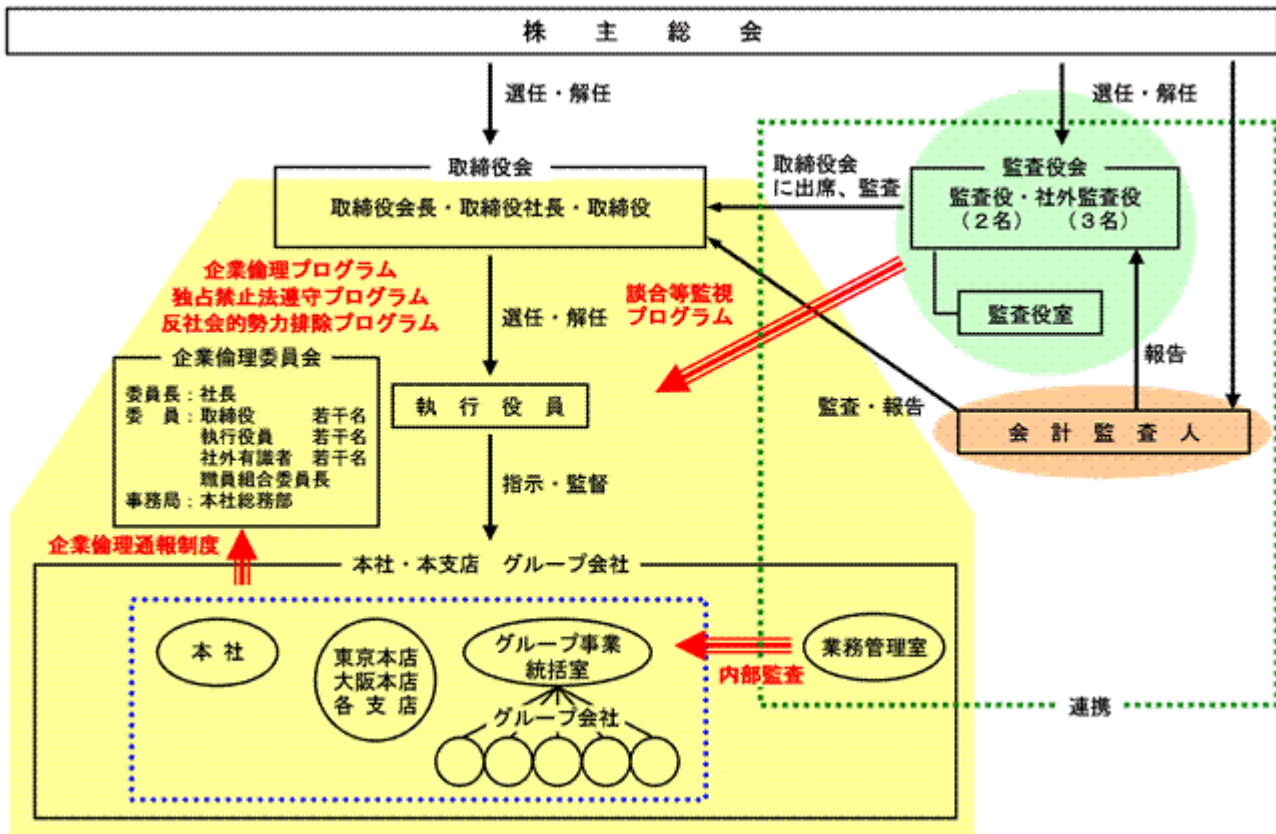 株主総会
選任・解任
選任・解任
取締役会
取締役会長・取締役社長・取締役
取締役会
に出席、監査
監査役会
監査役・社外監査役
(2名) (3名)
監査役室
企業倫理プログラム
独占禁止法遵守プログラム
反社会的勢力排除プログラム
選任・解任
談合等監視
プログラム
報告
企業倫理委員会
委員長：社長
委　員：取締役　若干名
執行役員　若干名
社外有識者　若干名
職員組合委員長
事務局：本社総務部
執行役員
監査・報告
会計監査人
指示・監督
企業倫理通報制度
本社・本支店　グループ会社
本社
東京本店
大阪本店
各支店
グループ事業
統括室
グループ会社
内部監査
業務管理室
連携